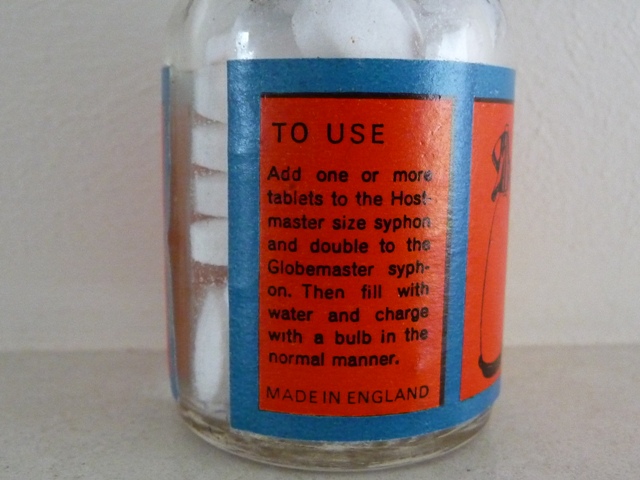 TO USE
Add one or more
tablets to the Host-
master size syphon
and double to the
Globemaster syph-
on. Then fill with
water and charge
with a bulb in the
normal manner.
MADE IN ENGLAND